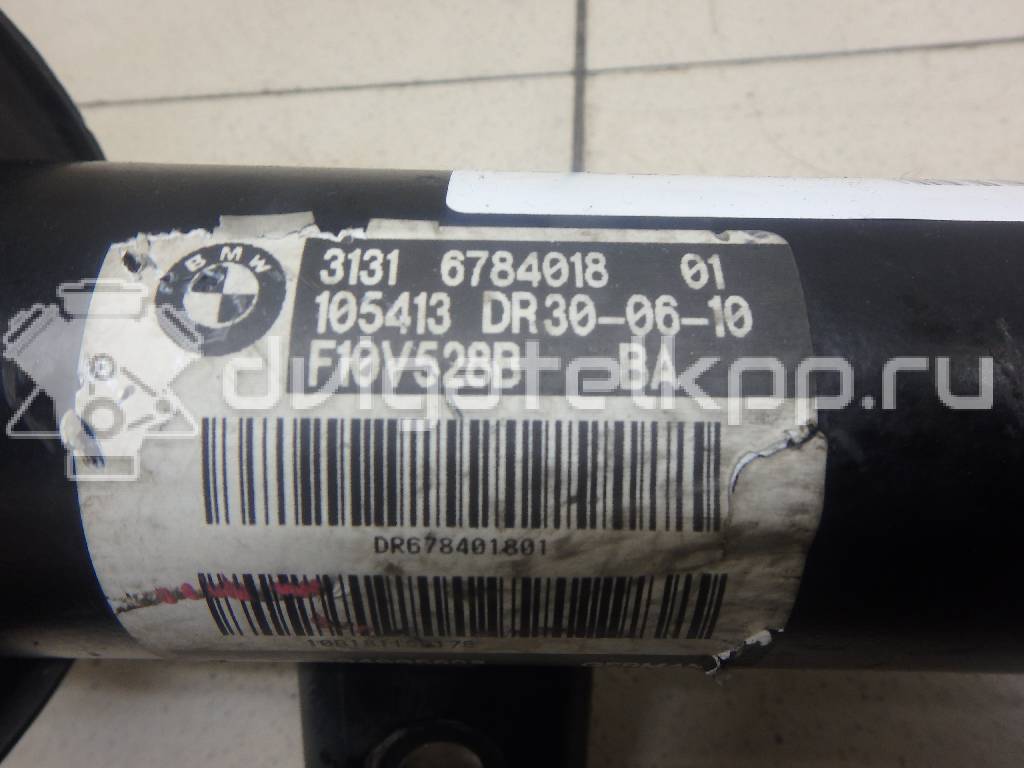 BMW
3131 6784018 01
105413 DR30-06-10
F10V528B BA
dvigatelkpp.ru
DR678401801